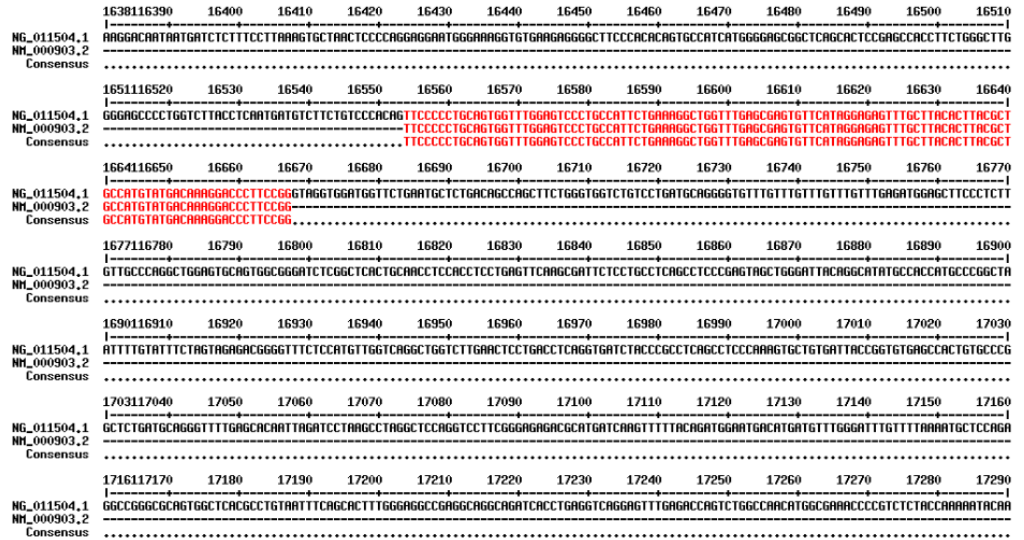 1638116390 16400 16410 16420 16430 16440 16450 16460 16470 16480 16490 16500 16510
|--------+---------+---------+---------+---------+---------+---------+---------+---------+---------+---------+---------+---------|
NG_011504.1 AAGGACAATAATGATCTCTTTCCTTAAAGTGCTAACTCCCCAGGAGGAATGGGAAAGGTGTGAAGAGGGGCTTCCCACACAGTGCCATCATGGGGAGCGGCTCAGCACTCCGAGCCACCTTCTGGGCTTG
NM_000903.2 ----------------------------------------------------------------------------------------------------------------------------------
Consensus ..................................................................................................................................
1651116520 16530 16540 16550 16560 16570 16580 16590 16600 16610 16620 16630 16640
|--------+---------+---------+---------+---------+---------+---------+---------+---------+---------+---------+---------+---------|
NG_011504.1 GGGAGCCCCTGGTCTTACCTCAATGATGTCTTCTGTCCCACAGTTCCCCCTGCAGTGGTTTGGAGTCCCTGCCATTCTGAAAGGCTGGTTTGAGCGAGTGTTCATAGGAGAGTTTGCTTACACTTACGCT
NM_000903.2 -------------------------------------------TTCCCCCTGCAGTGGTTTGGAGTCCCTGCCATTCTGAAAGGCTGGTTTGAGCGAGTGTTCATAGGAGAGTTTGCTTACACTTACGCT
Consensus ...........................................TTCCCCCTGCAGTGGTTTGGAGTCCCTGCCATTCTGAAAGGCTGGTTTGAGCGAGTGTTCATAGGAGAGTTTGCTTACACTTACGCT
1664116650 16660 16670 16680 16690 16700 16710 16720 16730 16740 16750 16760 16770
|--------+---------+---------+---------+---------+---------+---------+---------+---------+---------+---------+---------+---------|
NG_011504.1 GCCATGTATGACAAAGGACCCTTCCGGGTAGGTGGATGGTTCTGAATGCTCTGACAGCCAGCTTCTGGGTGGTCTGTCCTGATGCAGGGGTGTTTGTTTGTTTGTTTGTTTGAGATGGAGCTTCCCTCTT
NM_000903.2 GCCATGTATGACAAAGGACCCTTCCGG-------------------------------------------------------------------------------------------------------
Consensus GCCATGTATGACAAAGGACCCTTCCGG.......................................................................................................
1677116780 16790 16800 16810 16820 16830 16840 16850 16860 16870 16880 16890 16900
|--------+---------+---------+---------+---------+---------+---------+---------+---------+---------+---------+---------+---------|
NG_011504.1 GTTGCCCAGGCTGGAGTGCAGTGGCGGGATCTCGGCTCACTGCAACCTCCACCTCCTGAGTTCAAGCGATTCTCCTGCCTCAGCCTCCCGAGTAGCTGGGATTACAGGCATATGCCACCATGCCCGGCTA
NM_000903.2 ----------------------------------------------------------------------------------------------------------------------------------
Consensus ..................................................................................................................................
1690116910 16920 16930 16940 16950 16960 16970 16980 16990 17000 17010 17020 17030
|--------+---------+---------+---------+---------+---------+---------+---------+---------+---------+---------+---------+---------|
NG_011504.1 ATTTTGTATTTCTAGTAGAGACGGGGTTTCTCCATGTTGGTCAGGCTGGTCTTGAACTCCTGACCTCAGGTGATCTACCCGCCTCAGCCTCCCAAAGTGCTGTGATTACCGGTGTGAGCCACTGTGCCCG
NM_000903.2 ----------------------------------------------------------------------------------------------------------------------------------
Consensus ..................................................................................................................................
1703117040 17050 17060 17070 17080 17090 17100 17110 17120 17130 17140 17150 17160
|--------+---------+---------+---------+---------+---------+---------+---------+---------+---------+---------+---------+---------|
NG_011504.1 GCTCTGATGCAGGGTTTTGAGCACAATTAGATCCTAAGCCTAGGCTCCAGGTCCTTCGGGAGAGACGCATGATCAAGTTTTTACAGATGGAAATGACATGATGTTTGGGATTTGTTTTAAAATGCTCCAGA
NM_000903.2 ----------------------------------------------------------------------------------------------------------------------------------
Consensus ..................................................................................................................................
1716117170 17180 17190 17200 17210 17220 17230 17240 17250 17260 17270 17280 17290
|--------+---------+---------+---------+---------+---------+---------+---------+---------+---------+---------+---------+---------|
NG_011504.1 GGCCGGGCGCAGTGGCTCACGCCTGTAATTTCAGCACTTTGGGAGGCCGAGGCAGGCAGATCACCTGAGGTCAGGAGTTTGAGACCAGTCTGGCCAACATGGCGAAACCCCGTCTCTACCAAAAATACAA
NM_000903.2 ----------------------------------------------------------------------------------------------------------------------------------
Consensus ..................................................................................................................................